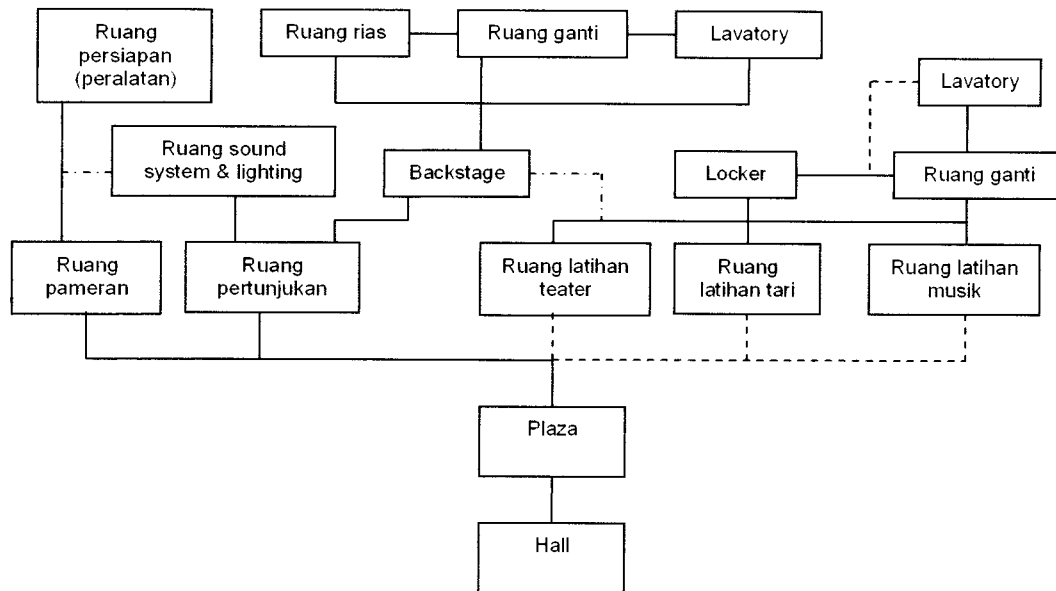 Ruang
persiapan
(peralatan)
Ruang rias
Ruang ganti
Lavatory
Lavatory
Ruang sound
system & lighting
Backstage
Locker
Ruang ganti
Ruang
pameran
Ruang
pertunjukan
Ruang latihan
teater
Ruang
latihan tari
Ruang latihan
musik
Plaza
Hall